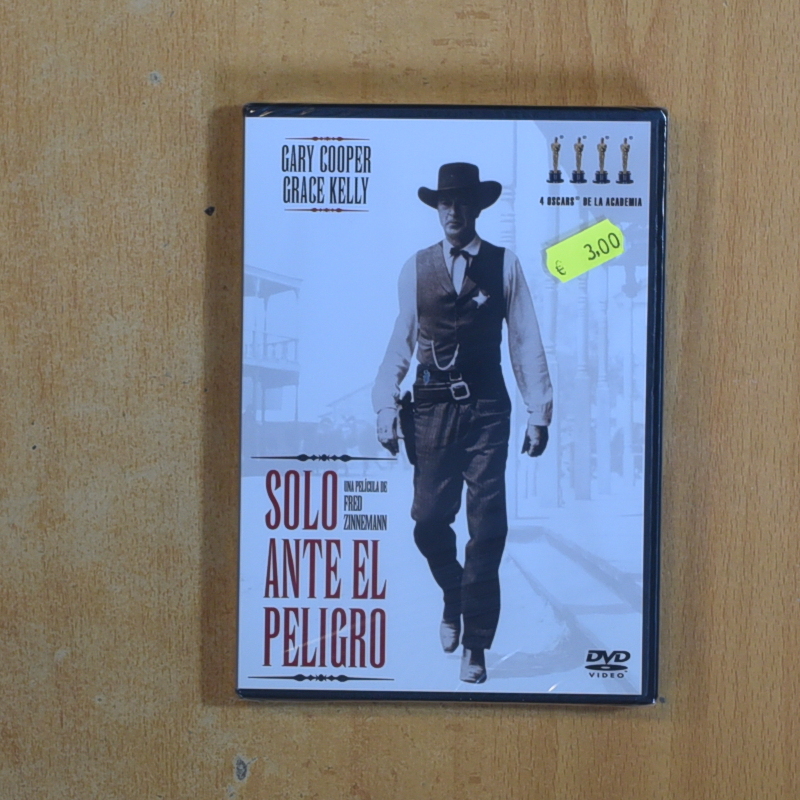 GARY COOPER
GRACE KELLY
4 OSCARS® DE LA ACADEMIA
€ 3.00
SOLO
UNA PELÍCULA DE
FRED
ZINNEMANN
ANTE EL
PELIGRO
DVD
VIDEO